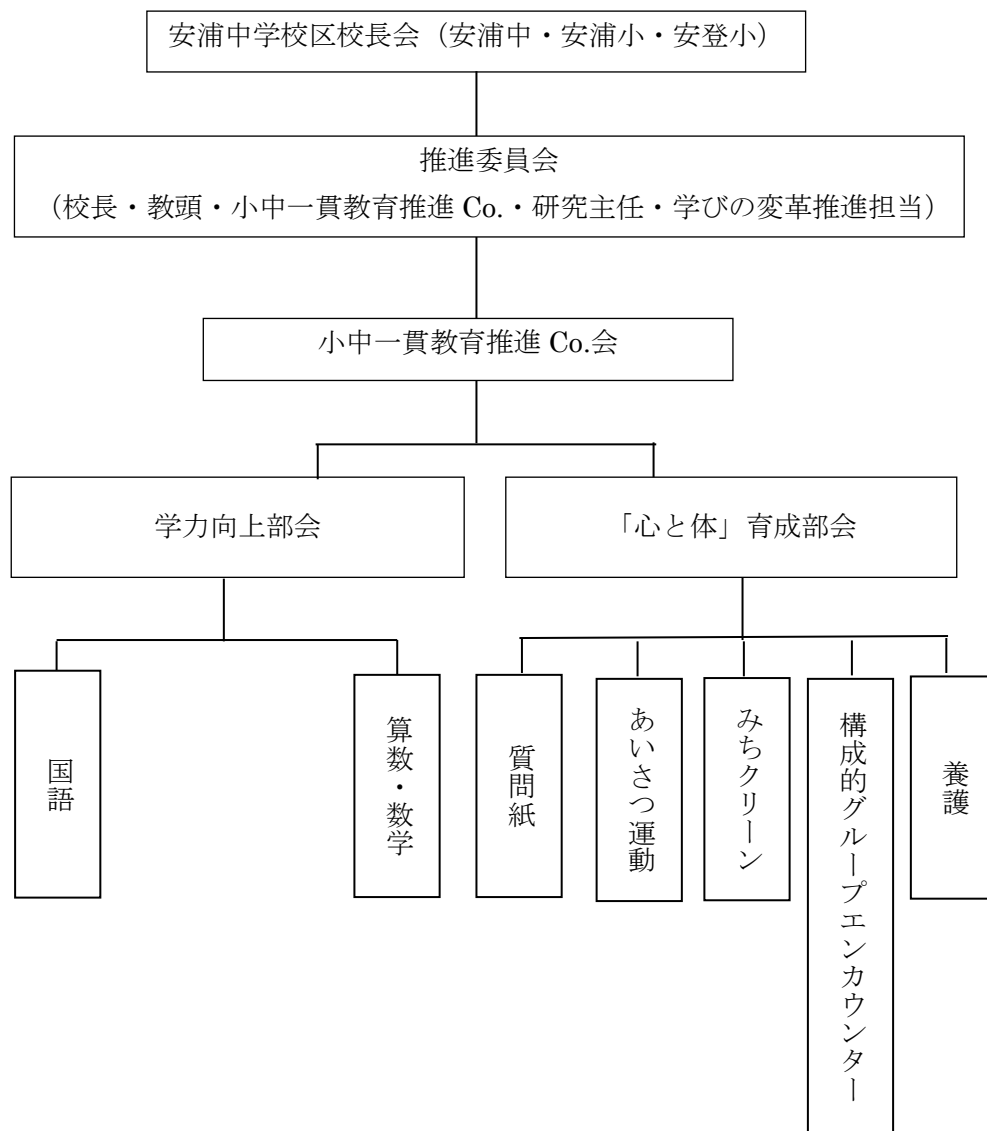 安浦中学校区校長会（安浦中・安浦小・安登小）
推進委員会
（校長・教頭・小中一貫教育推進 Co.・研究主任・学びの変革推進担当）
小中一貫教育推進 Co.会
学力向上部会
「心と体」育成部会
国語
算数・数学
質問紙
あいさつ運動
みちクリーン
構成的グループエンカウンター
養護